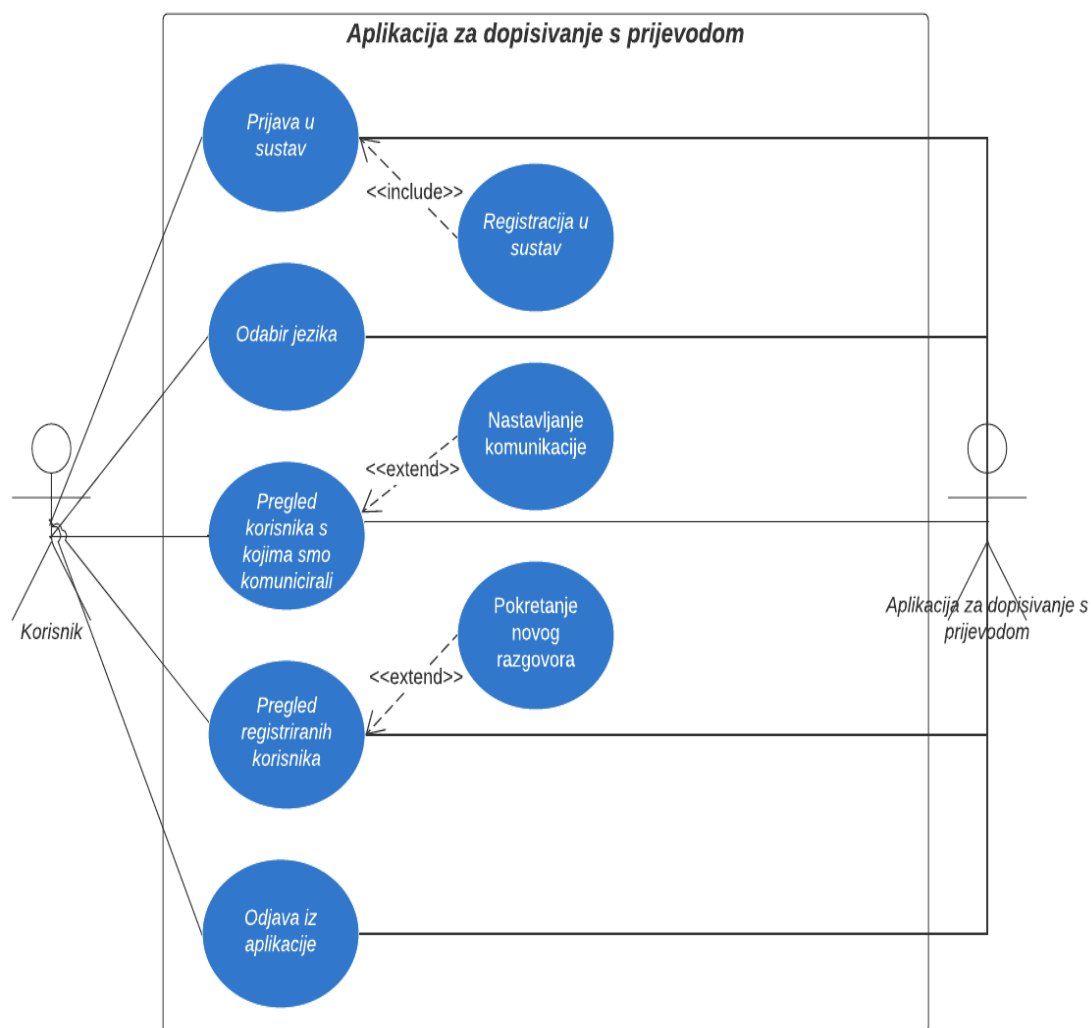 Aplikacija za dopisivanje s prijevodom
Prijava u
sustav
<<include>>
Registracija u
sustav
Odabir jezika
Nastavljanje
komunikacije
<<extend>>
Pregled
korisnika s
kojima smo
komunicirali
Korisnik
Aplikacija za dopisivanje s
prijevodom
Pokretanje
novog
razgovora
<<extend>>
Pregled
registriranih
korisnika
Odjava iz
aplikacije